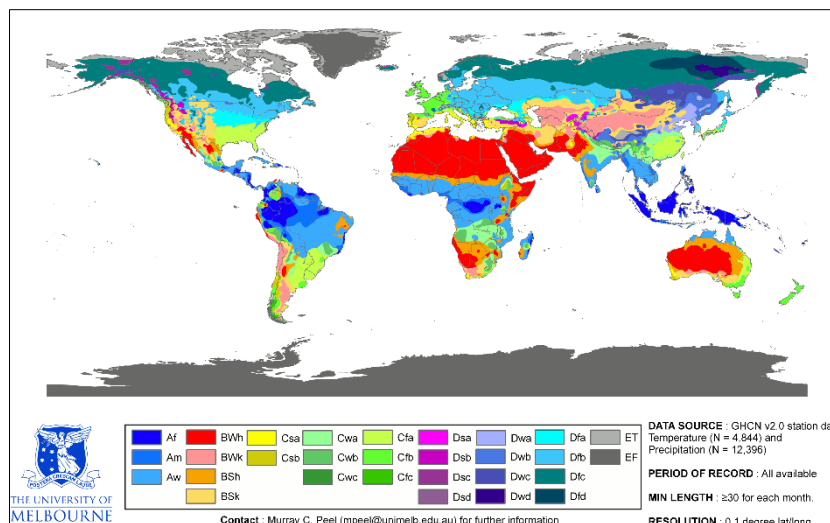 Af
Am
Aw
BWh
BWk
BSh
BSk
Csa
Csb
Cwa
Cwb
Cwc
Cfa
Cfb
Cfc
Dsa
Dsb
Dsc
Dsd
Dwa
Dwb
Dwc
Dwd
Dfa
Dfb
Dfc
Dfd
ET
EF
DATA SOURCE : GHCN v2.0 station da
Temperature (N = 4,844) and
Precipitation (N = 12,396)
PERIOD OF RECORD : All available
MIN LENGTH : ≥30 for each month.
RESOLUTION : 0.1 degree lat/long
THE UNIVERSITY OF
MELBOURNE
Contact : Murray C. Peel (mpeel@unimelb.edu.au) for further information